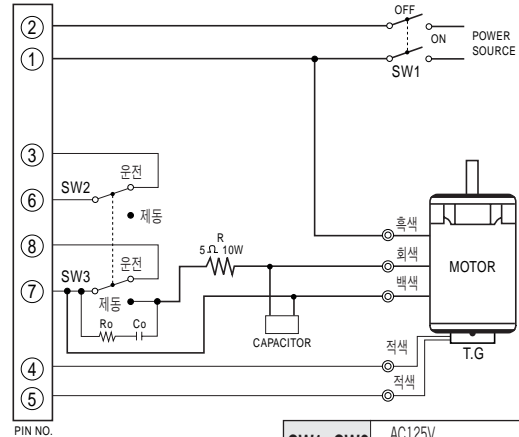 OFF
②
ON
POWER
SOURCE
①
SW1
③
운전
⑥
SW2
제동
⑧
운전
R
5Ω 10W
흑색
회색
MOTOR
⑦
SW3
제동
백색
Ro
Co
CAPACITOR
적색
T.G
④
적색
⑤
PIN NO.
AC125V